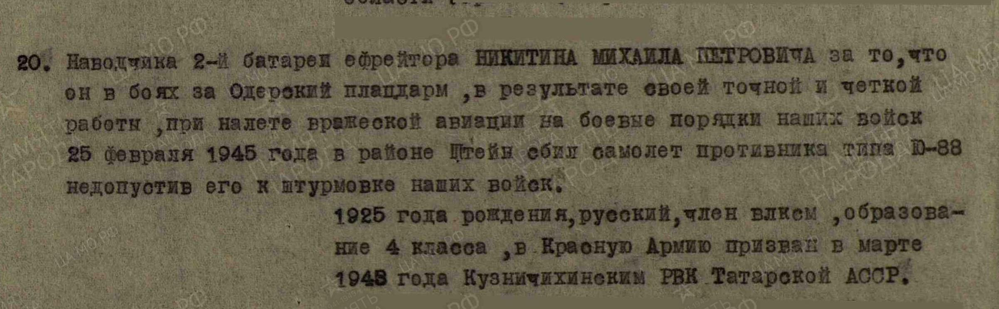 20. Наводчика 2-й батареи ефрейтора НИКИТИНА МИХАИЛА ПЕТРОВИЧА за то,что
он в боях за Одерский плацдарм ,в результате своей точной и четкой
работы ,при налете вражеской авиации на боевые порядки наших войск
25 февраля 1945 года в районе Штейн сбил самолет противника типа Ю-88
недопустив его к штурмовке наших войск.
1925 года рождения,русский,член влксм ,образова-
ние 4 класса ,в Красную Армию призван в марте
1943 года Кузничихинским РВК Татарской АССР.